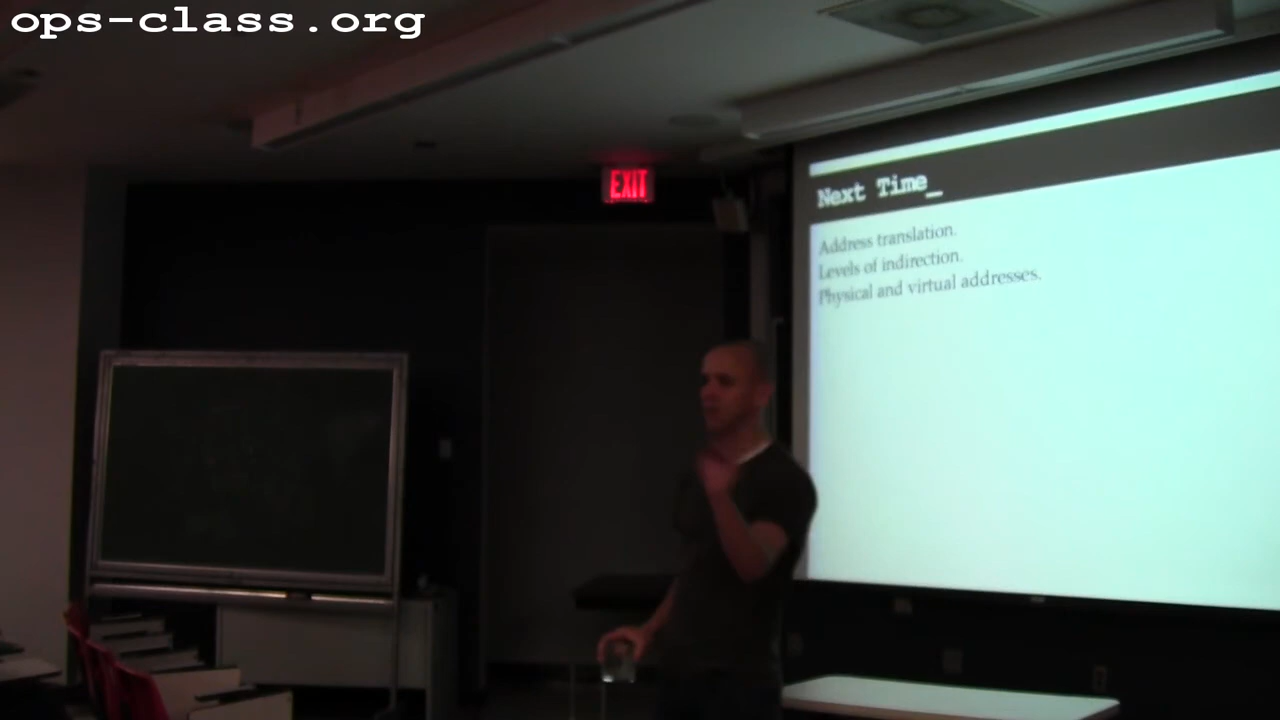 ops-class.org
EXIT
Next Time_
Address translation.
Levels of indirection.
Physical and virtual addresses.